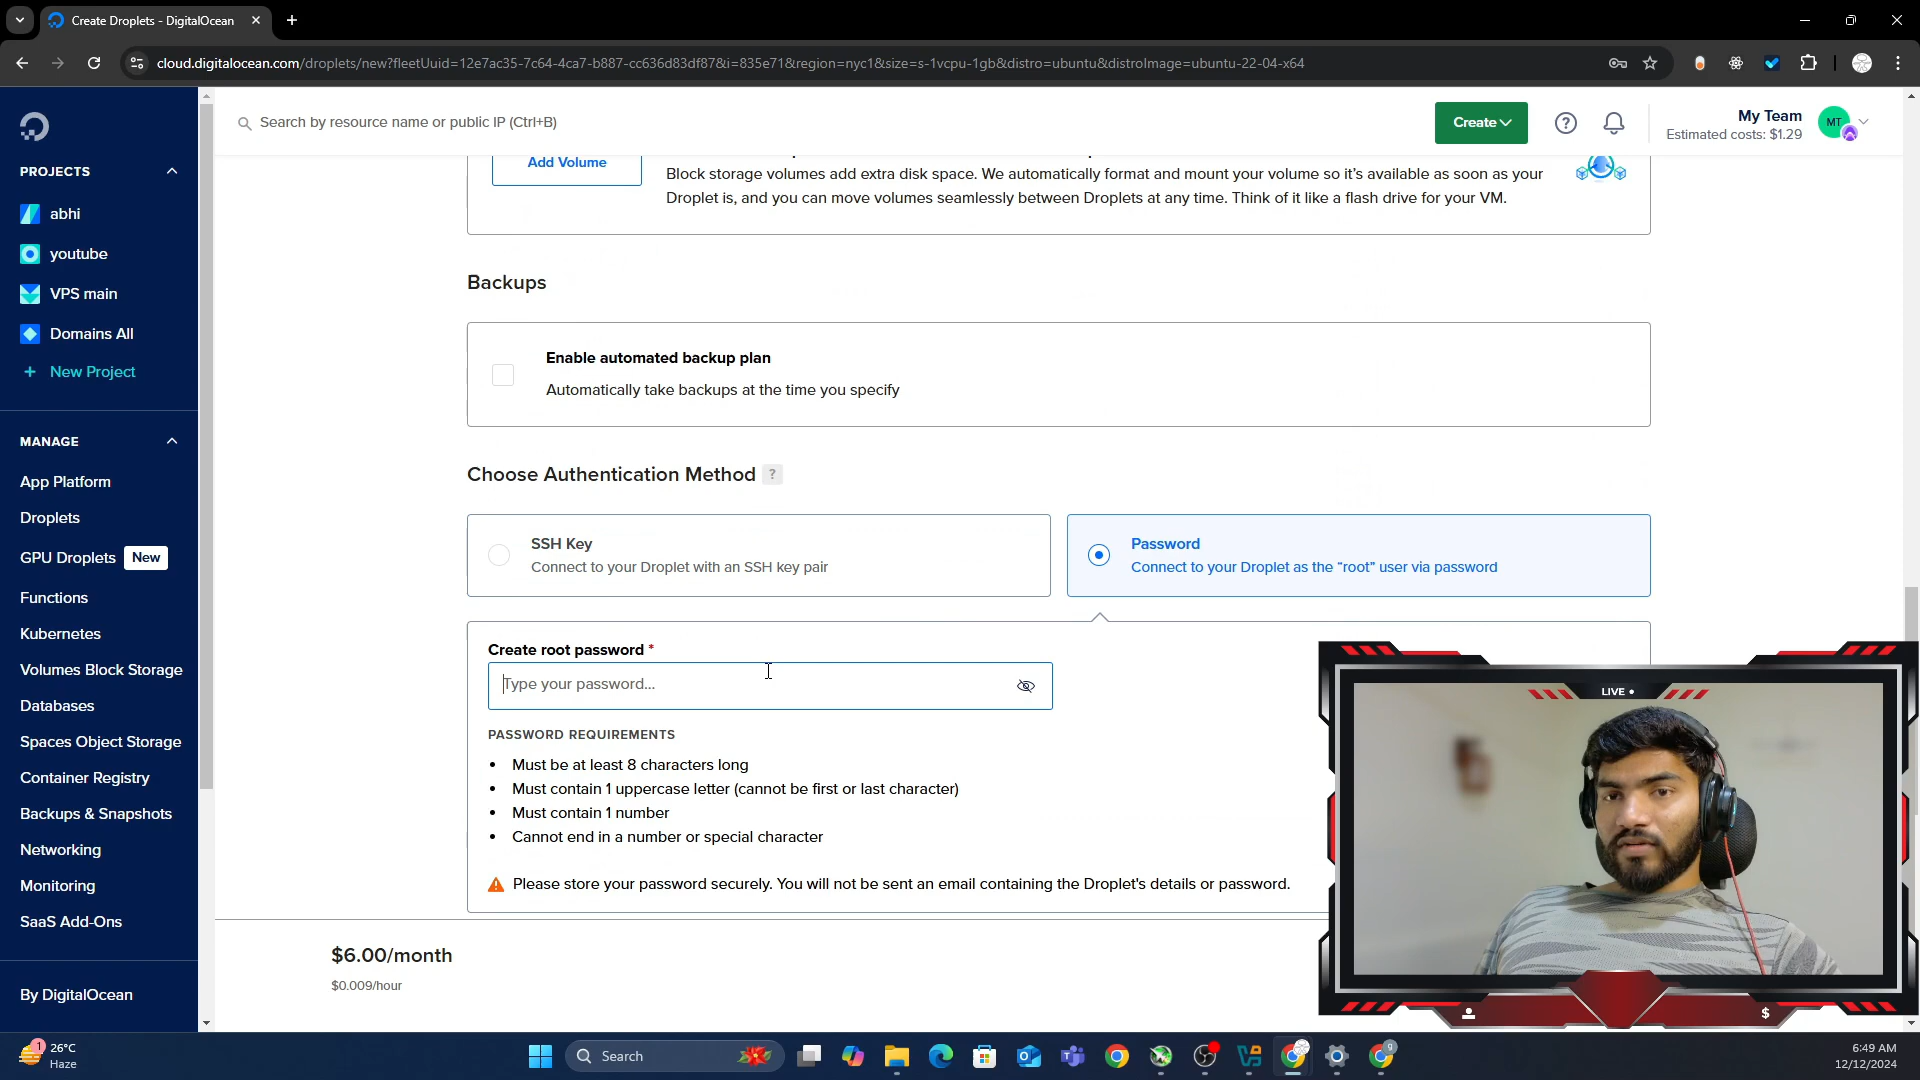 Create Droplets - DigitalOcean
cloud.digitalocean.com/droplets/new?fleetUuid=12e7ac35-7c64-4ca7-b887-cc636d83df87&i=835e71&region=nyc1&size=s-1vcpu-1gb&distro=ubuntu&distroImage=ubuntu-22-04-x64
Search by resource name or public IP (Ctrl+B)
Create
My Team
Estimated costs: $1.29
MT
PROJECTS
abhi
youtube
VPS main
Domains All
+ New Project
MANAGE
App Platform
Droplets
GPU Droplets New
Functions
Kubernetes
Volumes Block Storage
Databases
Spaces Object Storage
Container Registry
Backups & Snapshots
Networking
Monitoring
SaaS Add-Ons
By DigitalOcean
Add Volume
Block storage volumes add extra disk space. We automatically format and mount your volume so it's available as soon as your
Droplet is, and you can move volumes seamlessly between Droplets at any time. Think of it like a flash drive for your VM.
Backups
Enable automated backup plan
Automatically take backups at the time you specify
Choose Authentication Method ?
SSH Key
Connect to your Droplet with an SSH key pair
Password
Connect to your Droplet as the "root" user via password
Create root password *
Type your password...
PASSWORD REQUIREMENTS
• Must be at least 8 characters long
• Must contain 1 uppercase letter (cannot be first or last character)
• Must contain 1 number
• Cannot end in a number or special character
Please store your password securely. You will not be sent an email containing the Droplet's details or password.
$6.00/month
$0.009/hour
LIVE •
$
1
26°C
Haze
Search
g
6:49 AM
12/12/2024